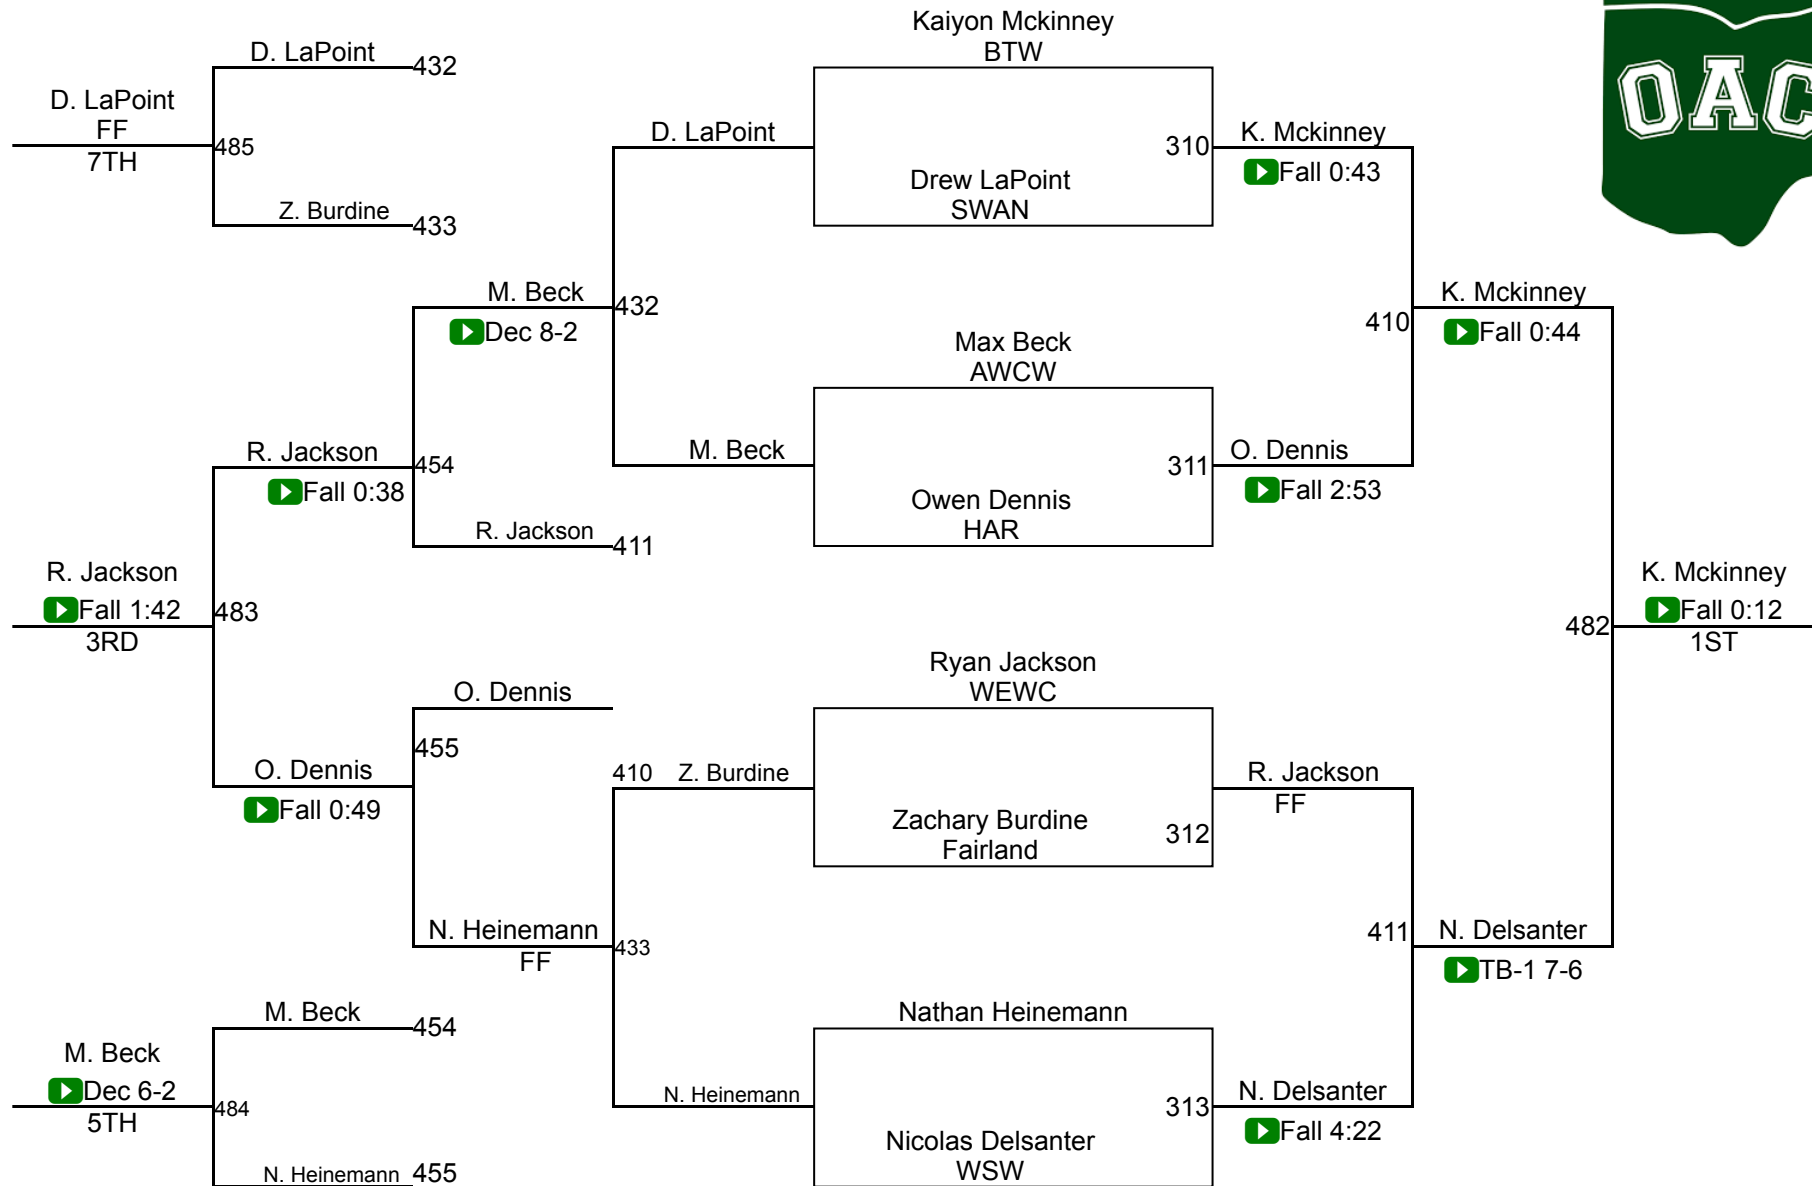 Kaiyon Mckinney
BTW
OAC
D. LaPoint
432
D. LaPoint
FF
7TH
485
D. LaPoint
310
K. Mckinney
Fall 0:43
Drew LaPoint
SWAN
Z. Burdine
433
M. Beck
432
Dec 8-2
K. Mckinney
410
Fall 0:44
Max Beck
AWCW
R. Jackson
454
Fall 0:38
M. Beck
311
O. Dennis
Fall 2:53
Owen Dennis
HAR
R. Jackson
411
R. Jackson
Fall 1:42
483
3RD
K. Mckinney
Fall 0:12
482
1ST
Ryan Jackson
WEWC
O. Dennis
455
O. Dennis
Fall 0:49
410
Z. Burdine
R. Jackson
FF
Zachary Burdine
Fairland
312
N. Heinemann
FF
433
411
N. Delsanter
TB-1 7-6
M. Beck
454
Nathan Heinemann
M. Beck
Dec 6-2
484
5TH
N. Heinemann
313
N. Delsanter
Fall 4:22
Nicolas Delsanter
WSW
N. Heinemann
455